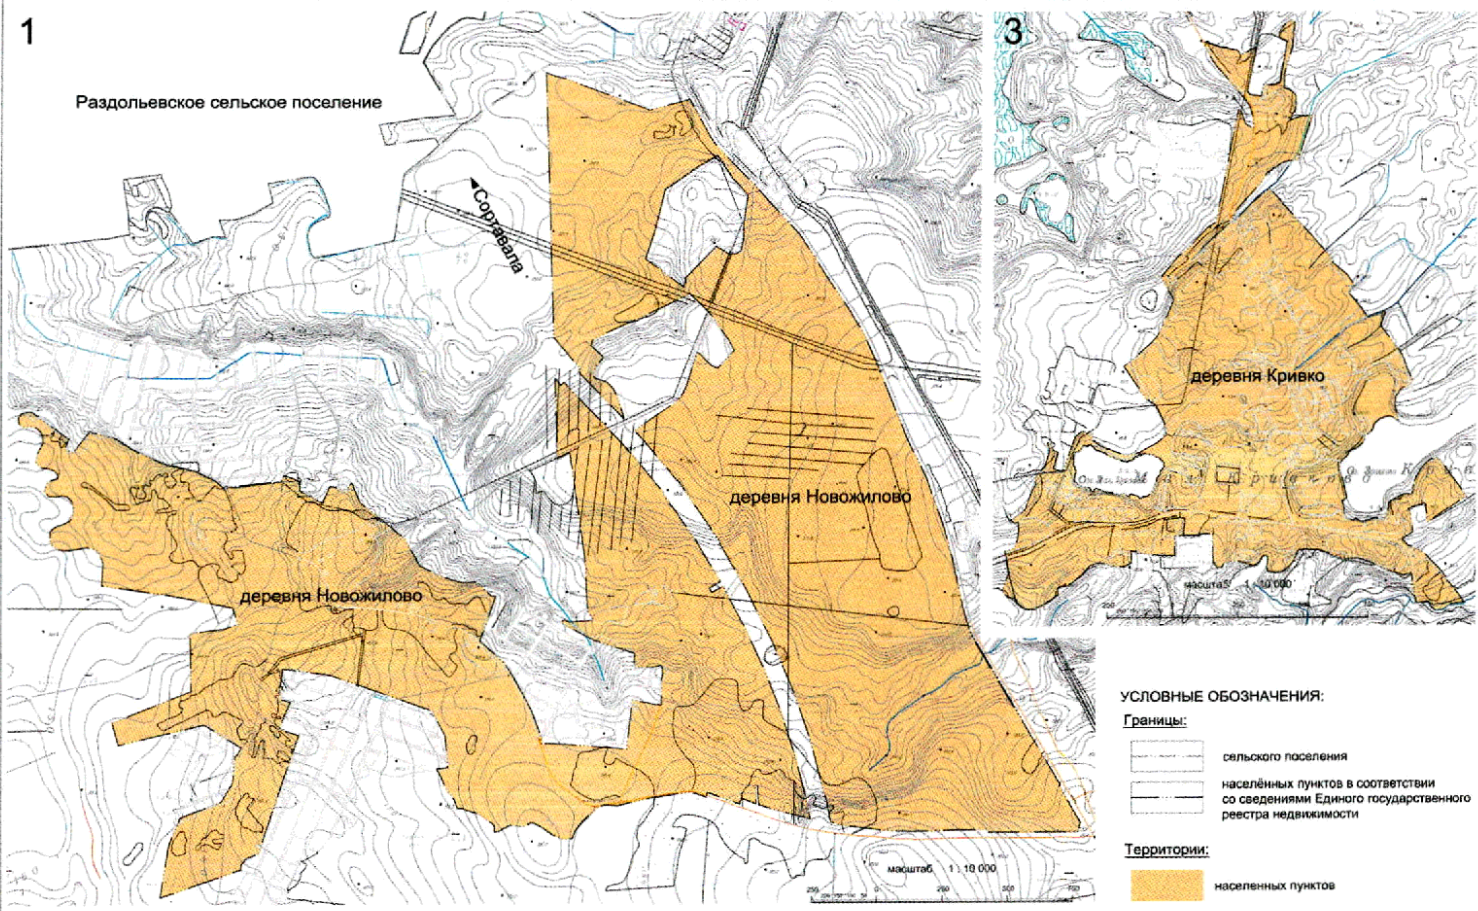 1
Раздольевское сельское поселение
Сортавала
деревня Новожилово
деревня Новожилово
масштаб 1 : 10 000
3
деревня Кривко
масштаб 1 : 10 000
УСЛОВНЫЕ ОБОЗНАЧЕНИЯ:
Границы:
сельского поселения
населённых пунктов в соответствии
со сведениями Единого государственного
реестра недвижимости
Территории:
населенных пунктов